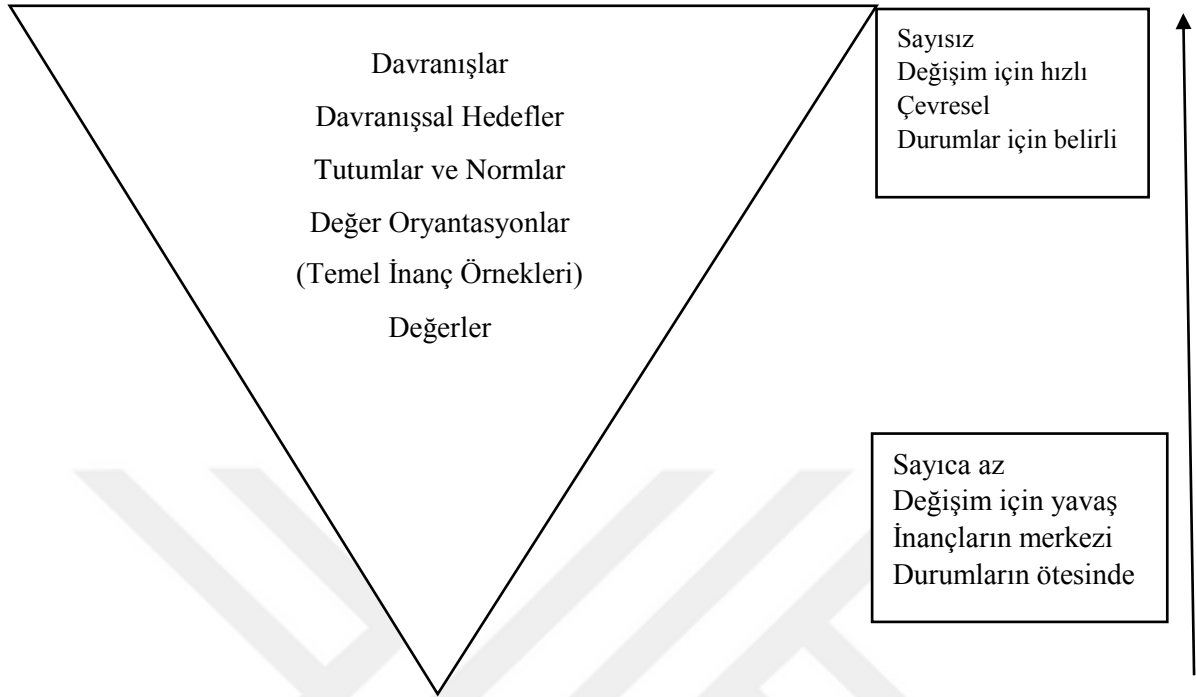 Davranışlar
Davranışsal Hedefler
Tutumlar ve Normlar
Değer Oryantasyonlar
(Temel İnanç Örnekleri)
Değerler
Sayısız
Değişim için hızlı
Çevresel
Durumlar için belirli
Sayıca az
Değişim için yavaş
İnançların merkezi
Durumların ötesinde